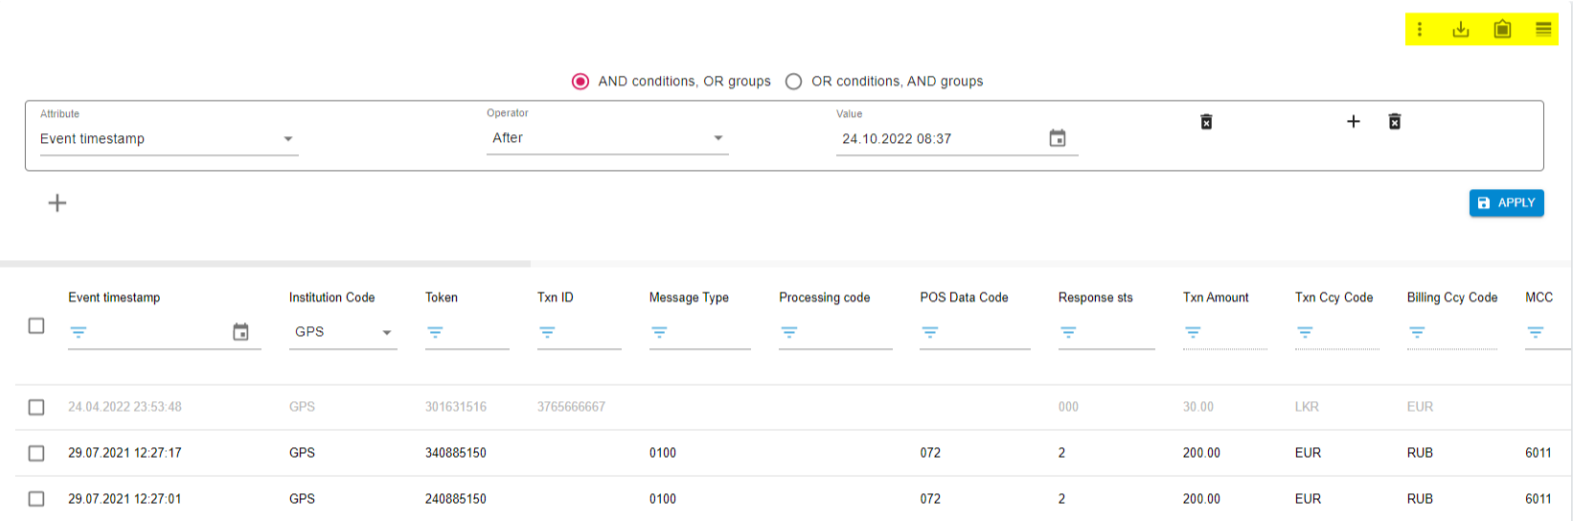 AND conditions, OR groups OR conditions, AND groups
Attribute Operator Value
Event timestamp After 24.10.2022 08:37
APPLY
Event timestamp Institution Code Token Txn ID Message Type Processing code POS Data Code Response sts Txn Amount Txn Ccy Code Billing Ccy Code MCC
GPS
24.04.2022 23:53:48 GPS 301631516 3765666667 000 30.00 LKR EUR
29.07.2021 12:27:17 GPS 340885150 0100 072 2 200.00 EUR RUB 6011
29.07.2021 12:27:01 GPS 240885150 0100 072 2 200.00 EUR RUB 6011